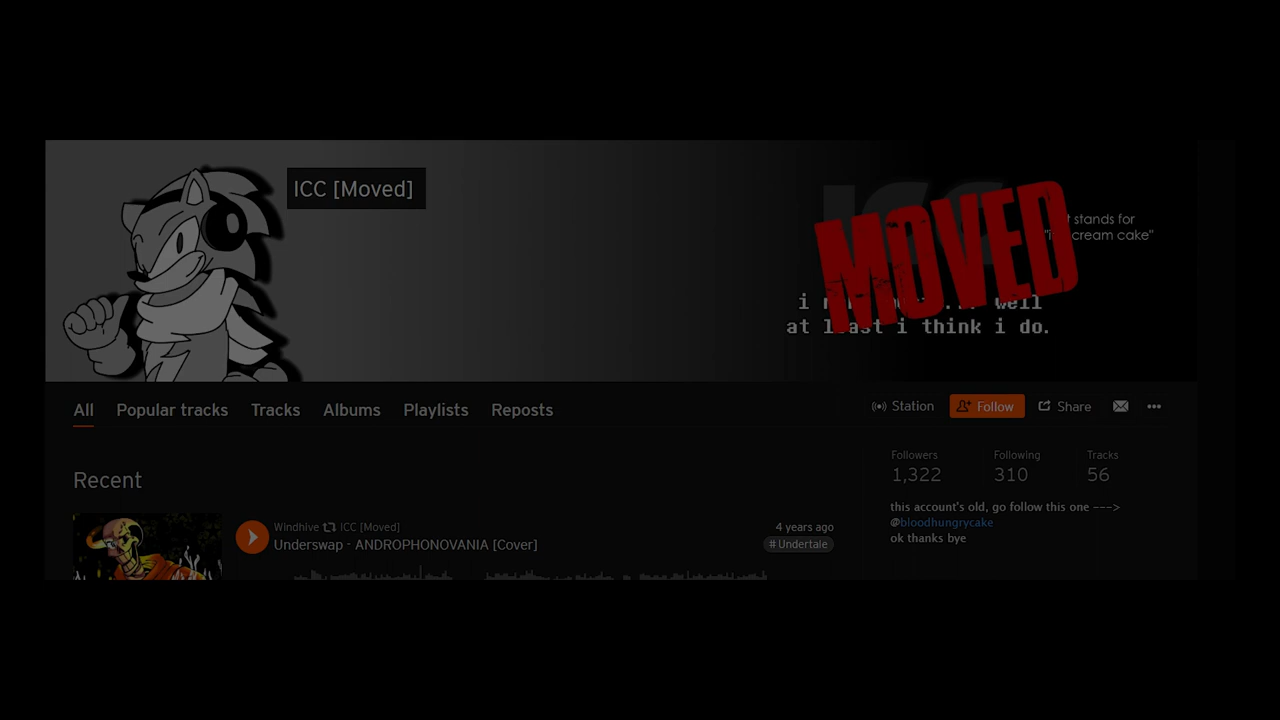 ICC [Moved]
ICC
MOVED
t stands for
cream cake"
i well
at least i think i do.
All Popular tracks Tracks Albums Playlists Reposts
Station Follow Share
Followers Following Tracks
1,322 310 56
Recent
this account's old, go follow this one --->
@bloodhungrycake
ok thanks bye
Windhive ICC [Moved]
4 years ago
Underswap - ANDROPHONOVANIA [Cover]
# Undertale